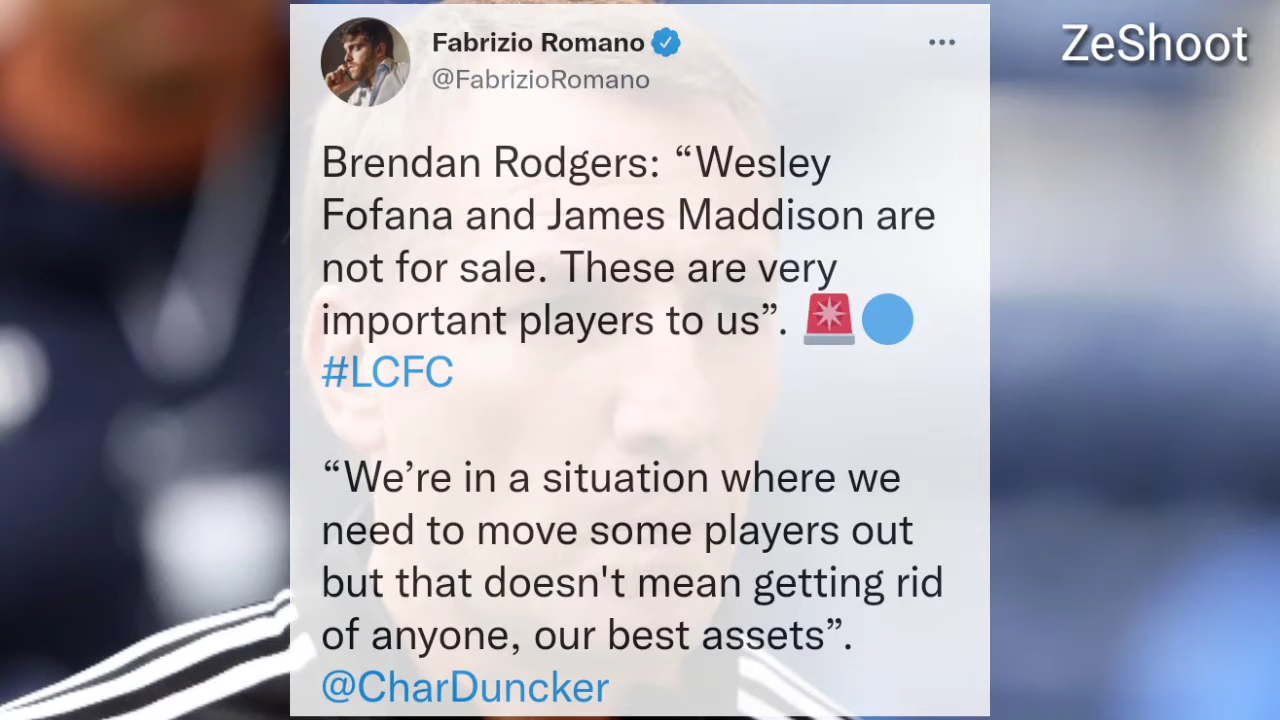 ZeShoot
Fabrizio Romano
@FabrizioRomano
Brendan Rodgers: “Wesley
Fofana and James Maddison are
not for sale. These are very
important players to us”. 🚨🔵
#LCFC
“We’re in a situation where we
need to move some players out
but that doesn't mean getting rid
of anyone, our best assets”.
@CharDuncker